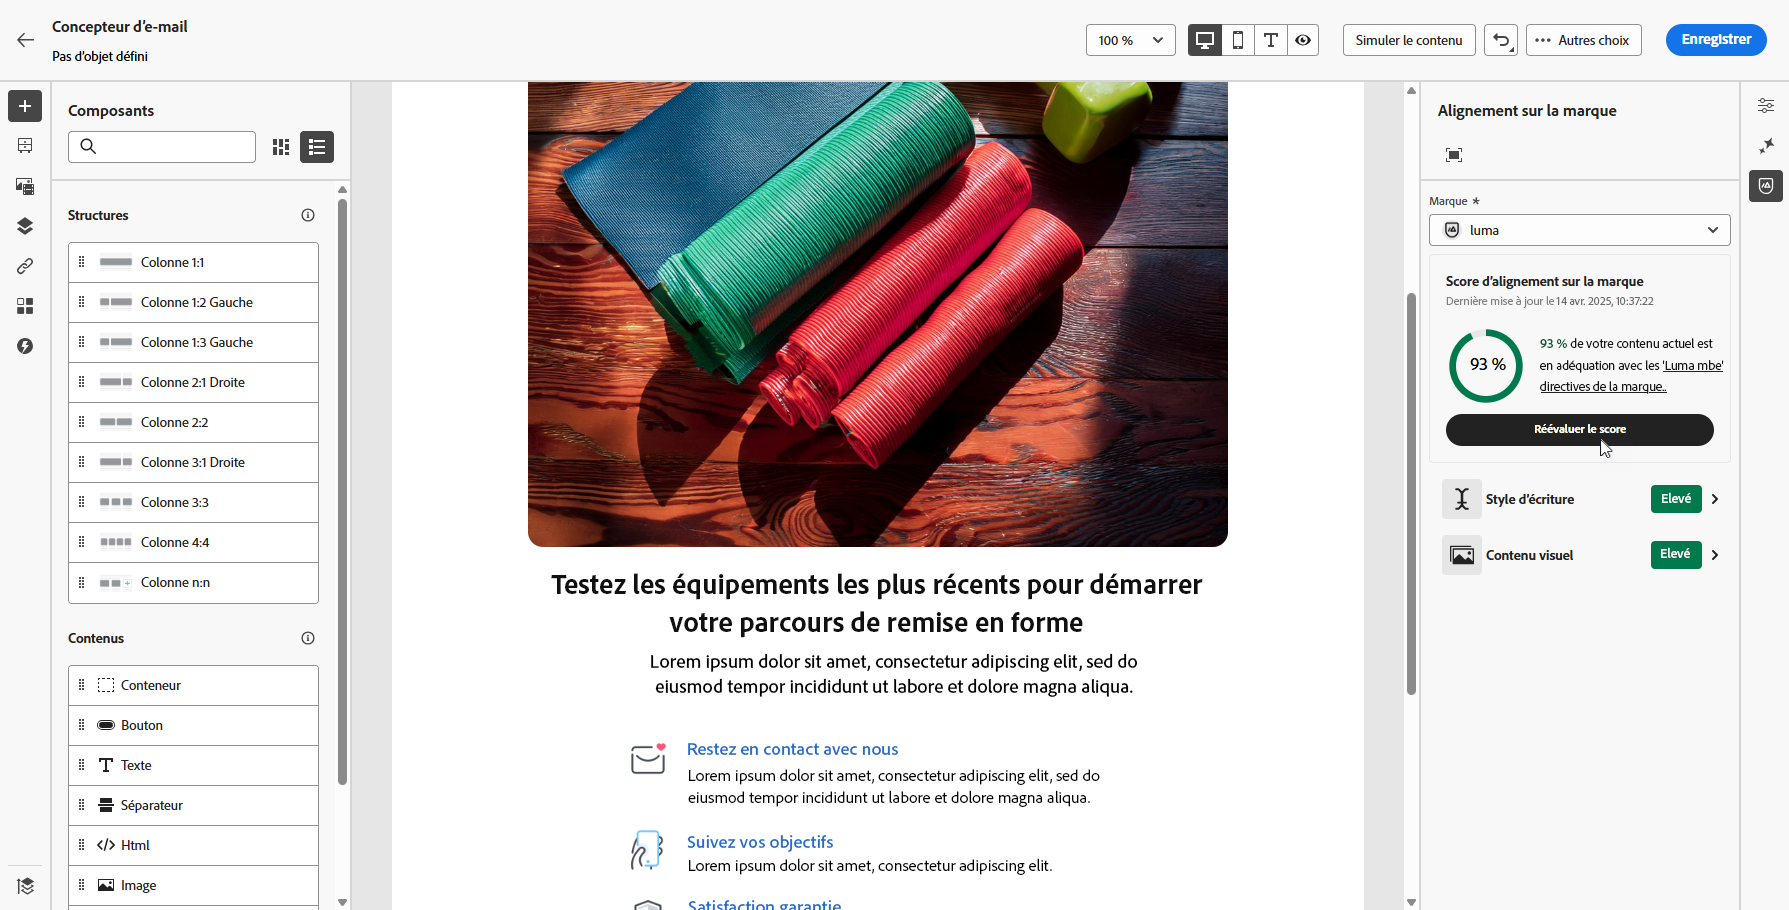 Concepteur d'e-mail
Pas d'objet défini
100 %
Simuler le contenu
Autres choix
Enregistrer
Composants
Structures
Colonne 1:1
Colonne 1:2 Gauche
Colonne 1:3 Gauche
Colonne 2:1 Droite
Colonne 2:2
Colonne 3:1 Droite
Colonne 3:3
Colonne 4:4
Colonne n:n
Contenus
Conteneur
Bouton
Texte
Séparateur
Html
Image
Testez les équipements les plus récents pour démarrer
votre parcours de remise en forme
Lorem ipsum dolor sit amet, consectetur adipiscing elit, sed do
eiusmod tempor incididunt ut labore et dolore magna aliqua.
Restez en contact avec nous
Lorem ipsum dolor sit amet, consectetur adipiscing elit, sed do
eiusmod tempor incididunt ut labore et dolore magna aliqua.
Suivez vos objectifs
Lorem ipsum dolor sit amet, consectetur adipiscing elit.
Satisfaction garantie
Alignement sur la marque
Marque *
luma
Score d'alignement sur la marque
Dernière mise à jour le 14 avr. 2025, 10:37:22
93 %
93 % de votre contenu actuel est
en adéquation avec les 'Luma mbe'
directives de la marque..
Réévaluer le score
Style d'écriture
Elevé
Contenu visuel
Elevé